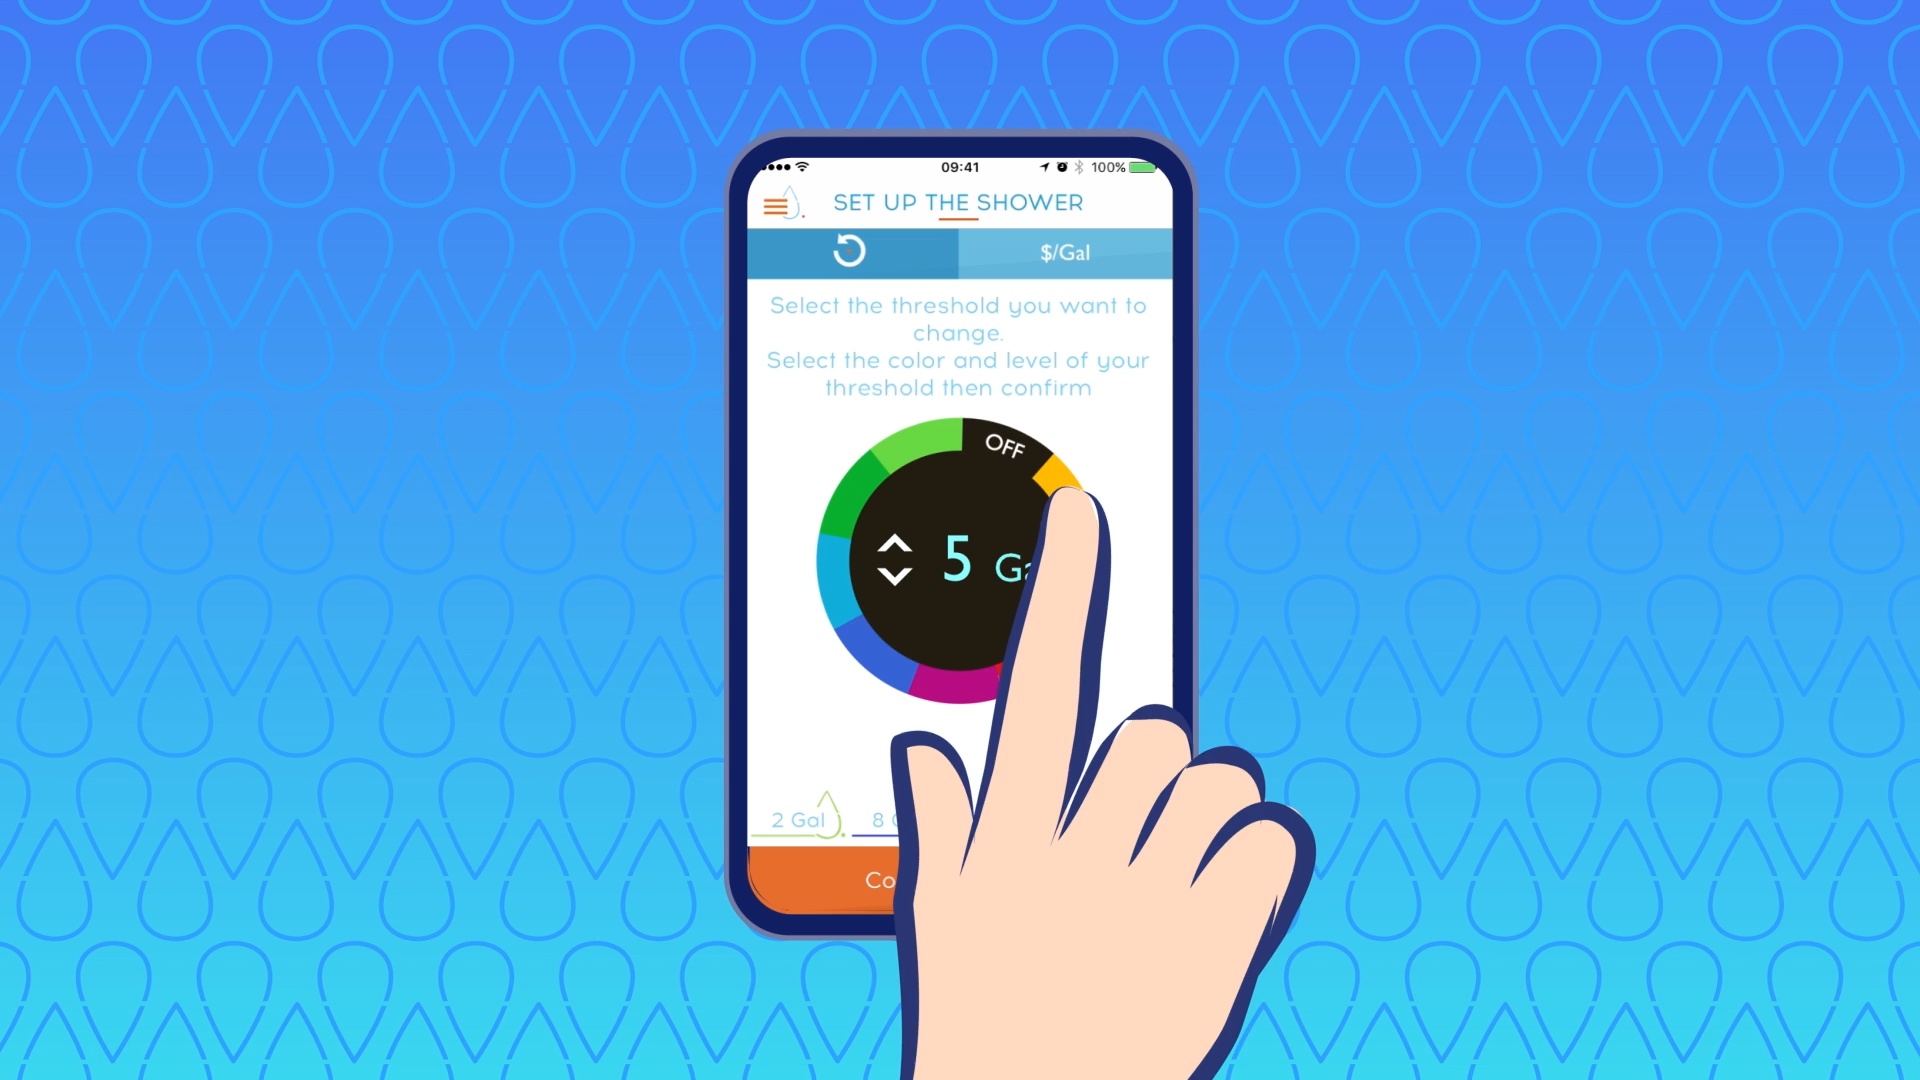 09:41
100%
SET UP THE SHOWER
$/Gal
Select the threshold you want to
change.
Select the color and level of your
threshold then confirm
OFF
5
2 Gal
8